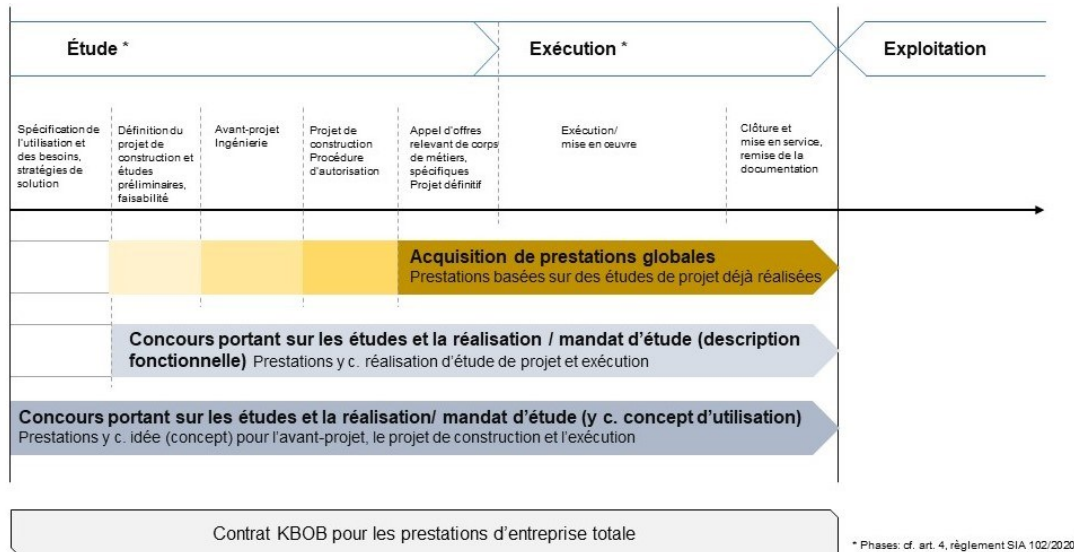 Étude *
Exécution *
Exploitation
Spécification de
l'utilisation et
des besoins,
stratégies de
solution
Définition du
projet de
construction et
études
préliminaires,
faisabilité
Avant-projet
Ingénierie
Projet de
construction
Procédure
d'autorisation
Appel d'offres
relevant de corps
de métiers,
spécifiques
Projet définitif
Exécution/
mise en œuvre
Clôture et
mise en service,
remise de la
documentation
Acquisition de prestations globales
Prestations basées sur des études de projet déjà réalisées
Concours portant sur les études et la réalisation / mandat d'étude (description
fonctionnelle) Prestations y c. réalisation d'étude de projet et exécution
Concours portant sur les études et la réalisation/ mandat d'étude (y c. concept d'utilisation)
Prestations y c. idée (concept) pour l'avant-projet, le projet de construction et l'exécution
Contrat KBOB pour les prestations d'entreprise totale
* Phases: cf. art. 4, règlement SIA 102/2020